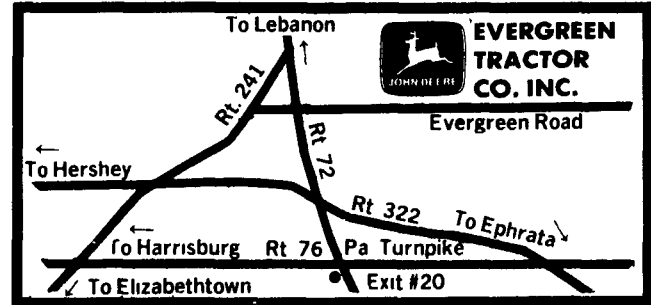 To Lebanon
EVERGREEN
TRACTOR
CO. INC.
JOHN DEERE
Rt. 241
Evergreen Road
Rt 72
To Hershey
Rt 322
To Ephrata
To Harrisburg Rt 76 Pa Turnpike
To Elizabethtown
Exit #20